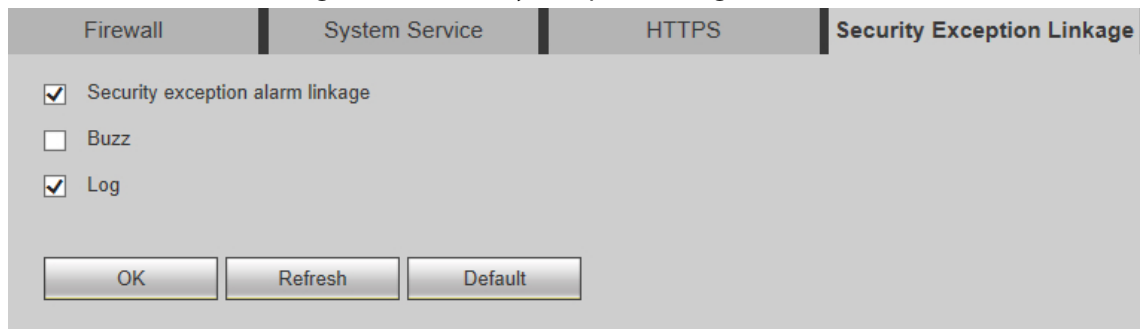 Firewall System Service HTTPS Security Exception Linkage
Security exception alarm linkage
Buzz
Log
OK Refresh Default